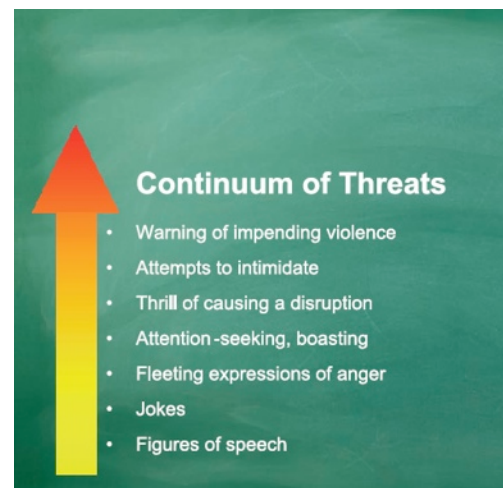 Continuum of Threats
• Warning of impending violence
• Attempts to intimidate
• Thrill of causing a disruption
• Attention-seeking, boasting
• Fleeting expressions of anger
• Jokes
• Figures of speech